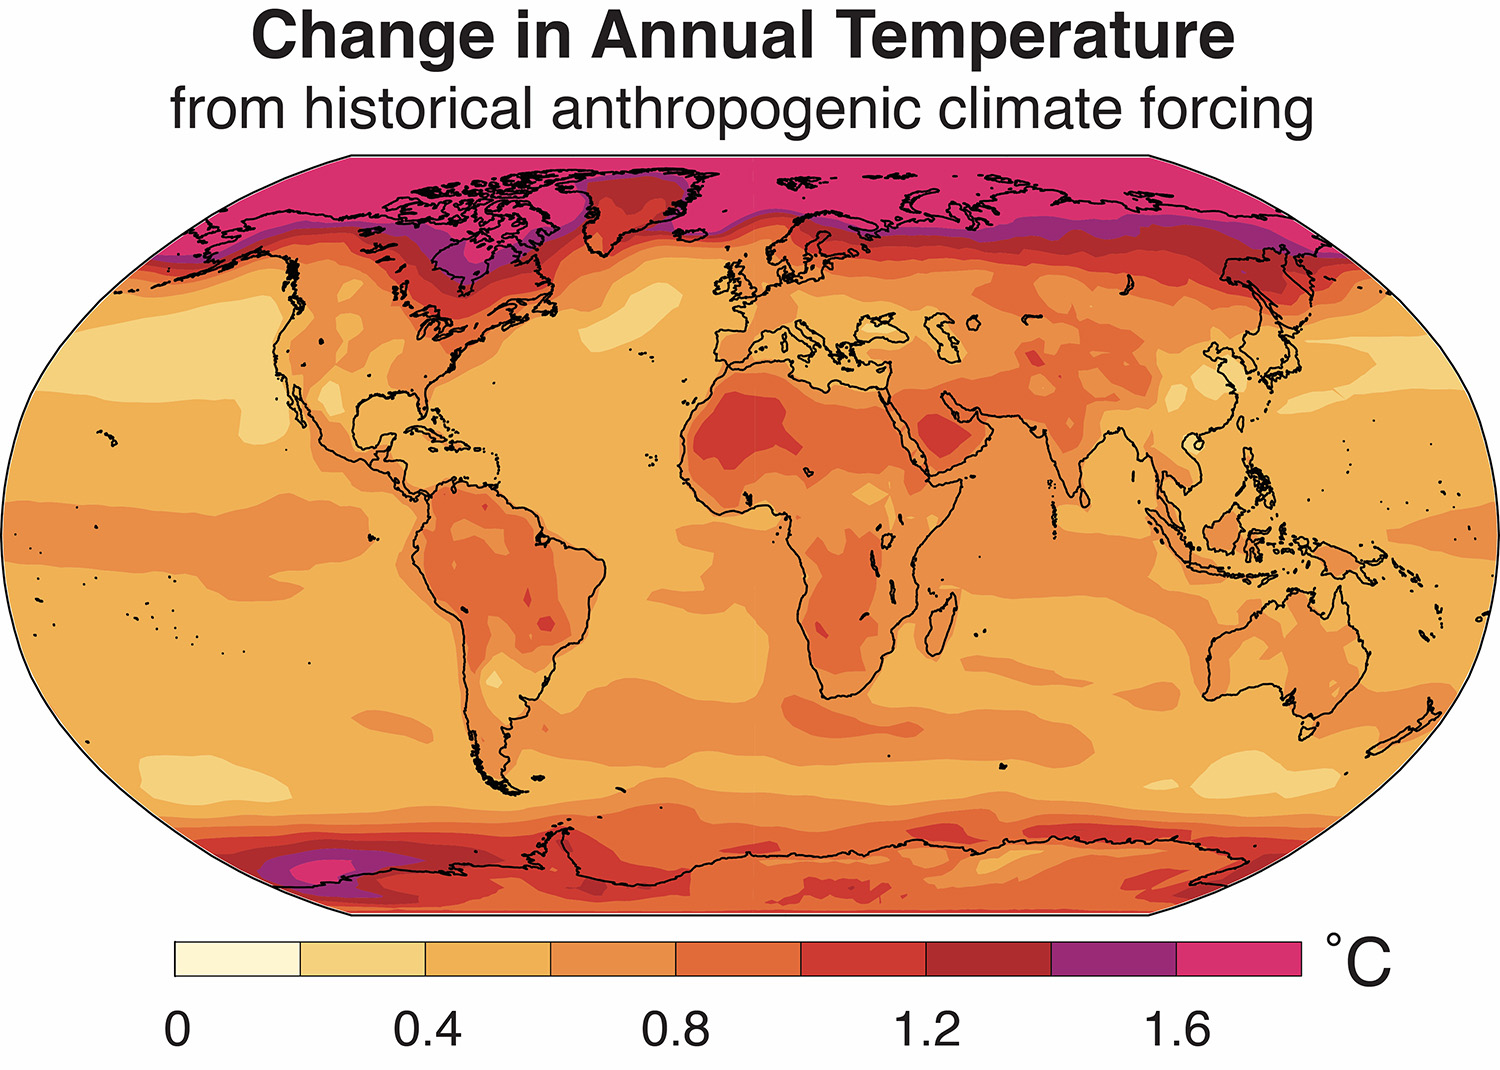 Change in Annual Temperature
from historical anthropogenic climate forcing
°C
0 0.4 0.8 1.2 1.6